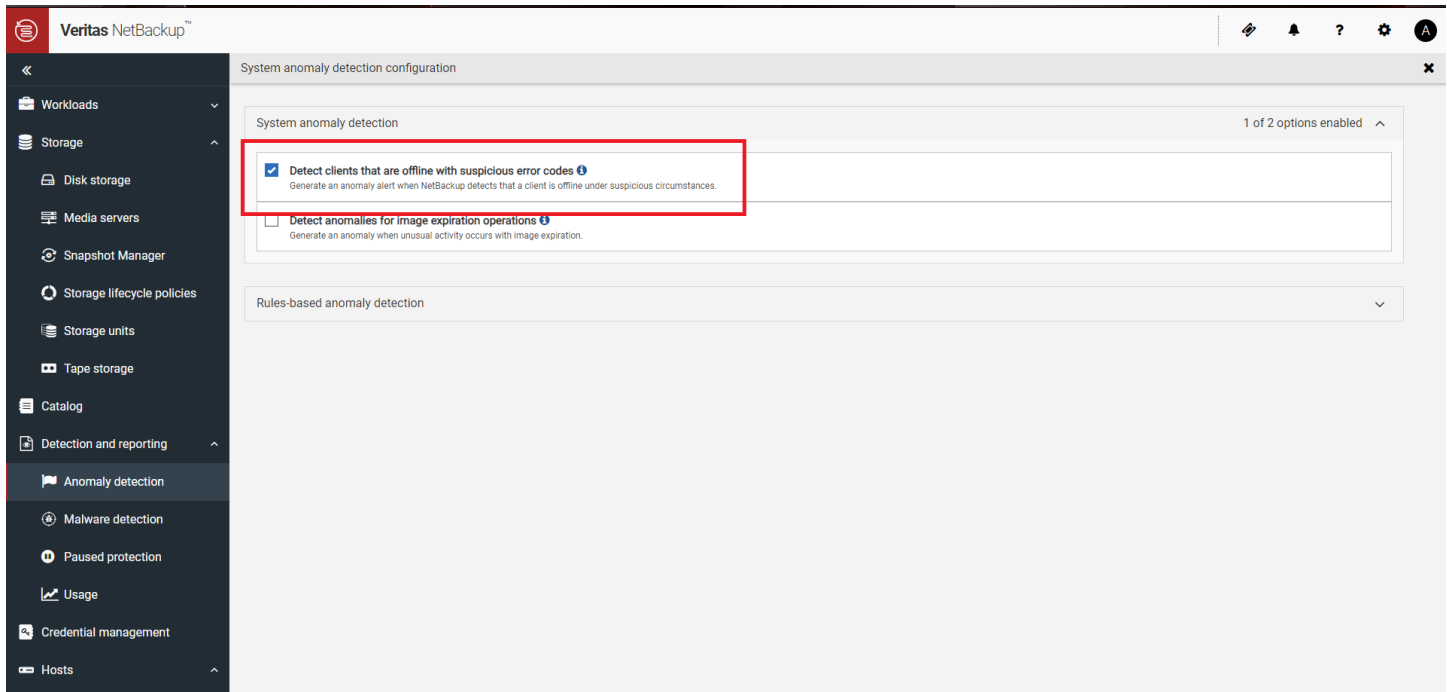 Veritas NetBackup™
?
A
«
System anomaly detection configuration
Workloads
System anomaly detection
1 of 2 options enabled
Storage
Detect clients that are offline with suspicious error codes
Generate an anomaly alert when NetBackup detects that a client is offline under suspicious circumstances.
Disk storage
Media servers
Detect anomalies for image expiration operations
Generate an anomaly when unusual activity occurs with image expiration.
Snapshot Manager
Storage lifecycle policies
Rules-based anomaly detection
Storage units
Tape storage
Catalog
Detection and reporting
Anomaly detection
Malware detection
Paused protection
Usage
Credential management
Hosts